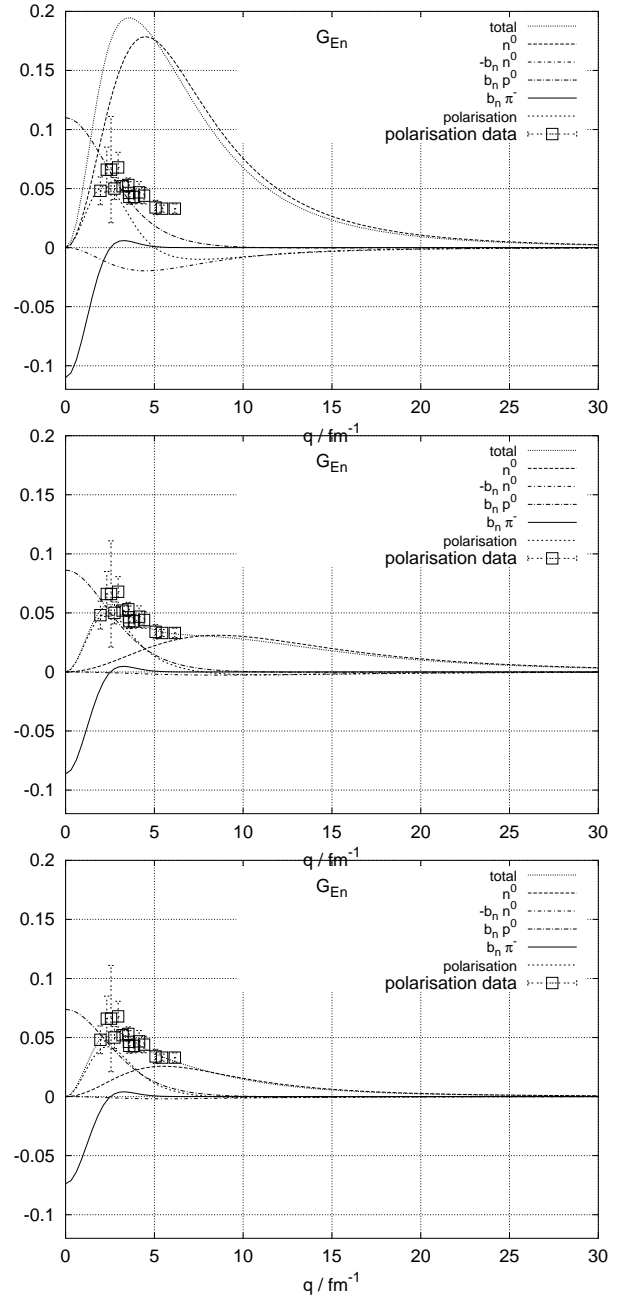 0.2
0.15
0.1
0.05
0
-0.05
-0.1
G_En
total
n^0
-b_n n^0
b_n p^0
b_n π^-
polarisation
polarisation data
0 5 10 15 20 25 30
q / fm^-1
0.2
0.15
0.1
0.05
0
-0.05
-0.1
G_En
total
n^0
-b_n n^0
b_n p^0
b_n π^-
polarisation
polarisation data
0 5 10 15 20 25 30
q / fm^-1
0.2
0.15
0.1
0.05
0
-0.05
-0.1
G_En
total
n^0
-b_n n^0
b_n p^0
b_n π^-
polarisation
polarisation data
0 5 10 15 20 25 30
q / fm^-1